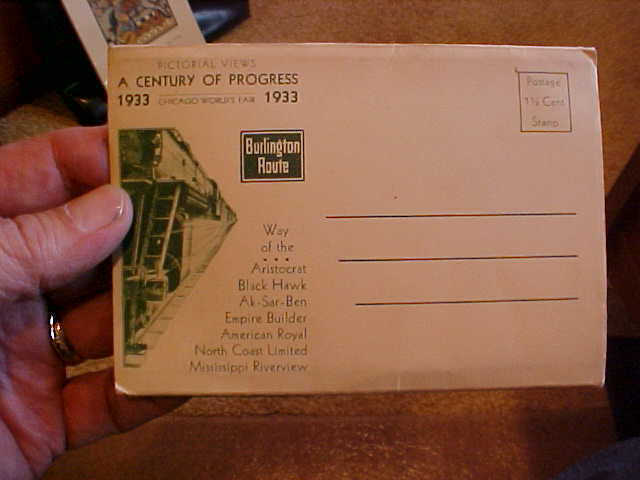 PICTORIAL VIEWS
A CENTURY OF PROGRESS
1933 CHICAGO WORLD'S FAIR 1933
Burlington
Route
Way
of the
Aristocrat
Black Hawk
Ak-Sar-Ben
Empire Builder
American Royal
North Coast Limited
Mississippi Riverview
Postage
1½ Cent
Stamp